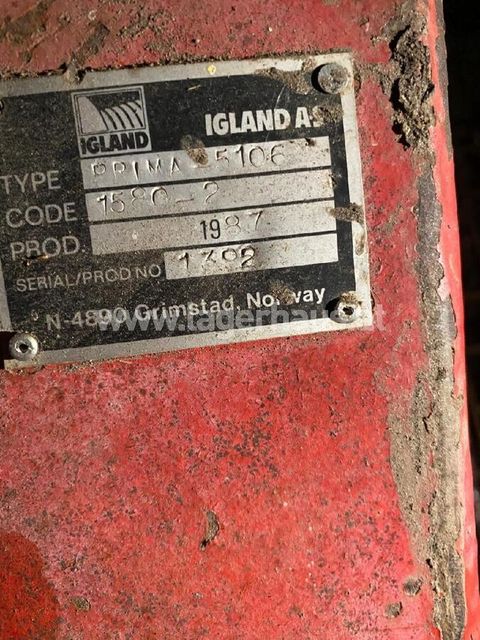 IGLAND
IGLAND AS
TYPE PRIMA 5106
CODE 1580-2
PROD. 1987
SERIAL/PROD NO 1392
N-4890 Grimstad, Norway
www.lagerhaus.at